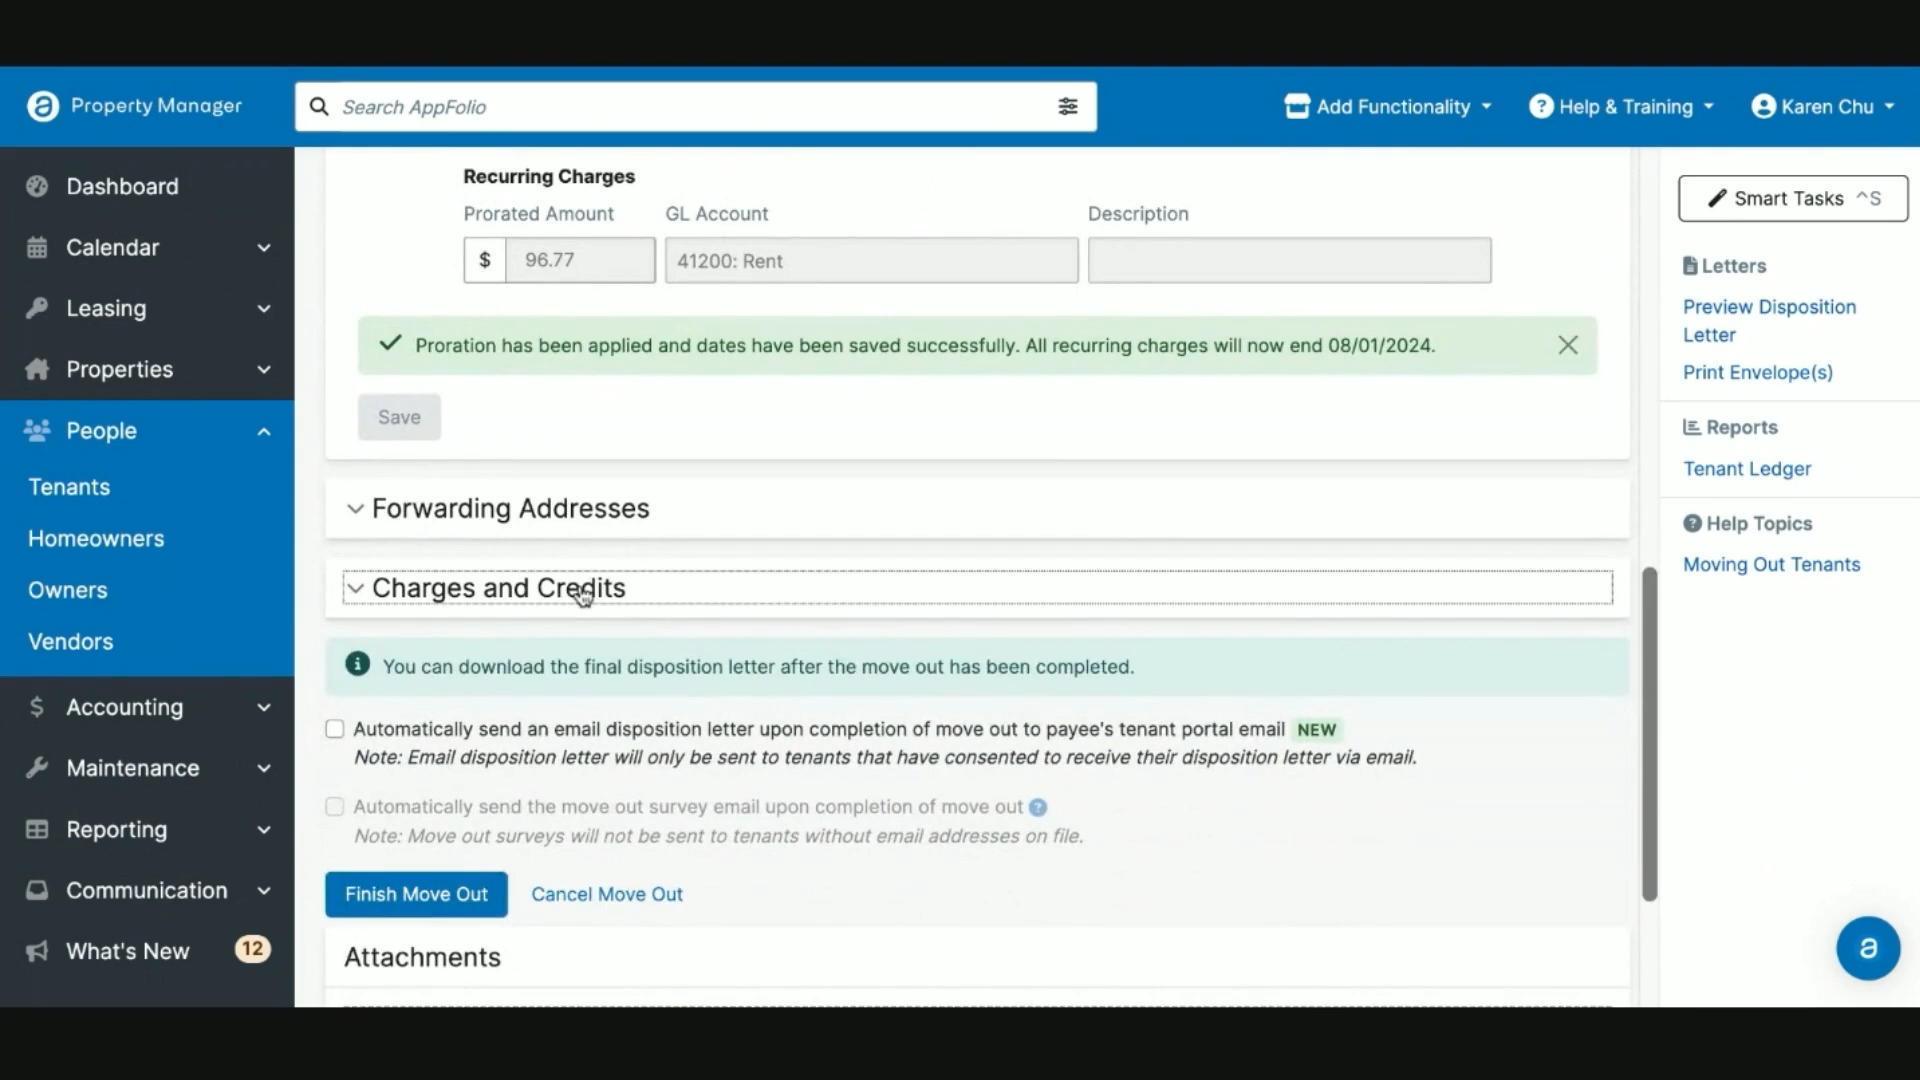 Property Manager
Search AppFolio
Add Functionality
Help & Training
Karen Chu
Dashboard
Calendar
Leasing
Properties
People
Tenants
Homeowners
Owners
Vendors
Accounting
Maintenance
Reporting
Communication
What's New 12
Recurring Charges
Prorated Amount GL Account Description
$ 96.77 41200: Rent
Proration has been applied and dates have been saved successfully. All recurring charges will now end 08/01/2024.
Save
Forwarding Addresses
Charges and Credits
You can download the final disposition letter after the move out has been completed.
Automatically send an email disposition letter upon completion of move out to payee's tenant portal email NEW
Note: Email disposition letter will only be sent to tenants that have consented to receive their disposition letter via email.
Automatically send the move out survey email upon completion of move out ?
Note: Move out surveys will not be sent to tenants without email addresses on file.
Finish Move Out Cancel Move Out
Attachments
Smart Tasks ^S
Letters
Preview Disposition
Letter
Print Envelope(s)
Reports
Tenant Ledger
Help Topics
Moving Out Tenants